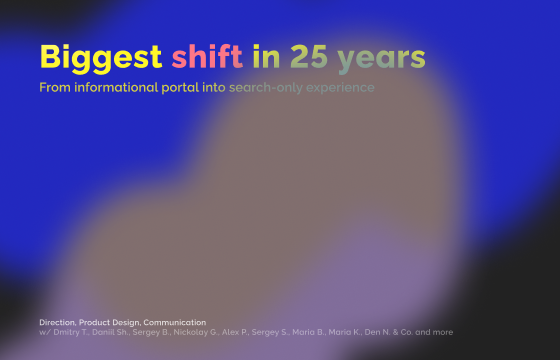 Biggest shift in 25 years
From informational portal into search-only experience
Direction, Product Design, Communication
w/ Dmitry T., Daniil Sh., Sergey B., Nickolay G., Alex P., Sergey S., Maria B., Maria K., Den N. & Co. and more